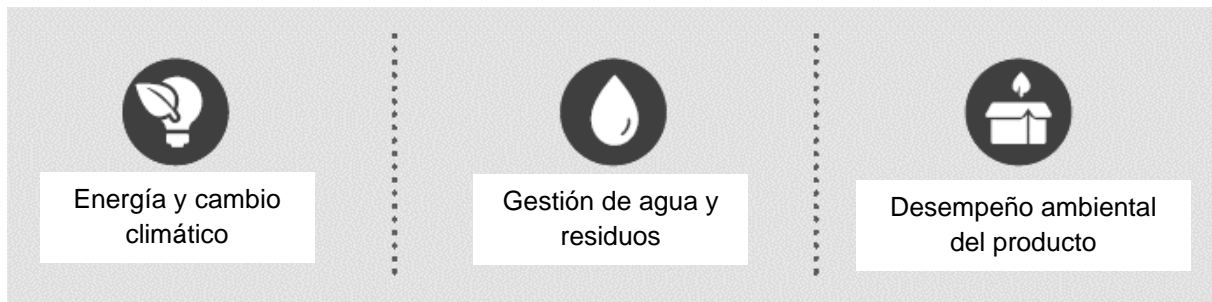 Energía y cambio
climático
Gestión de agua y
residuos
Desempeño ambiental
del producto